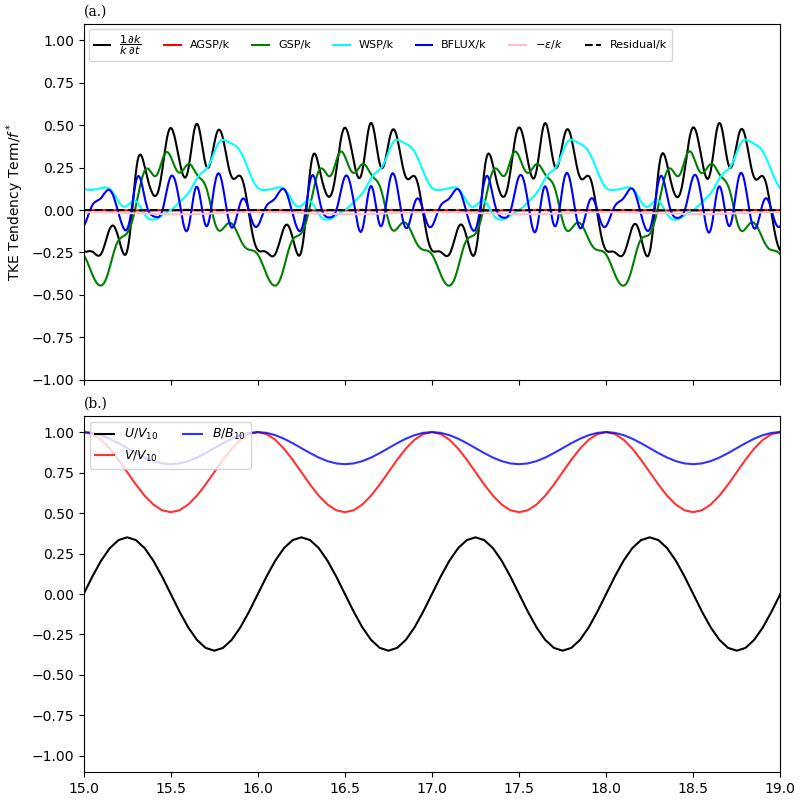 (a.)
1/k ∂k/∂t AGSP/k GSP/k WSP/k BFLUX/k −ε/k Residual/k
TKE Tendency Term/f*
1.00
0.75
0.50
0.25
0.00
−0.25
−0.50
−0.75
−1.00
(b.)
U/V₁₀ B/B₁₀
V/V₁₀
1.00
0.75
0.50
0.25
0.00
−0.25
−0.50
−0.75
−1.00
15.0 15.5 16.0 16.5 17.0 17.5 18.0 18.5 19.0